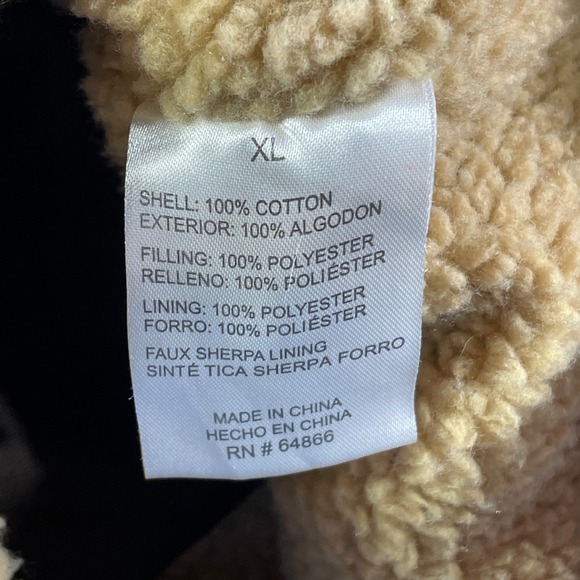 XL
SHELL: 100% COTTON
EXTERIOR: 100% ALGODON
FILLING: 100% POLYESTER
RELLENO: 100% POLIÉSTER
LINING: 100% POLYESTER
FORRO: 100% POLIÉSTER
FAUX SHERPA LINING
SINTÉ TICA SHERPA FORRO
MADE IN CHINA
HECHO EN CHINA
RN # 64866